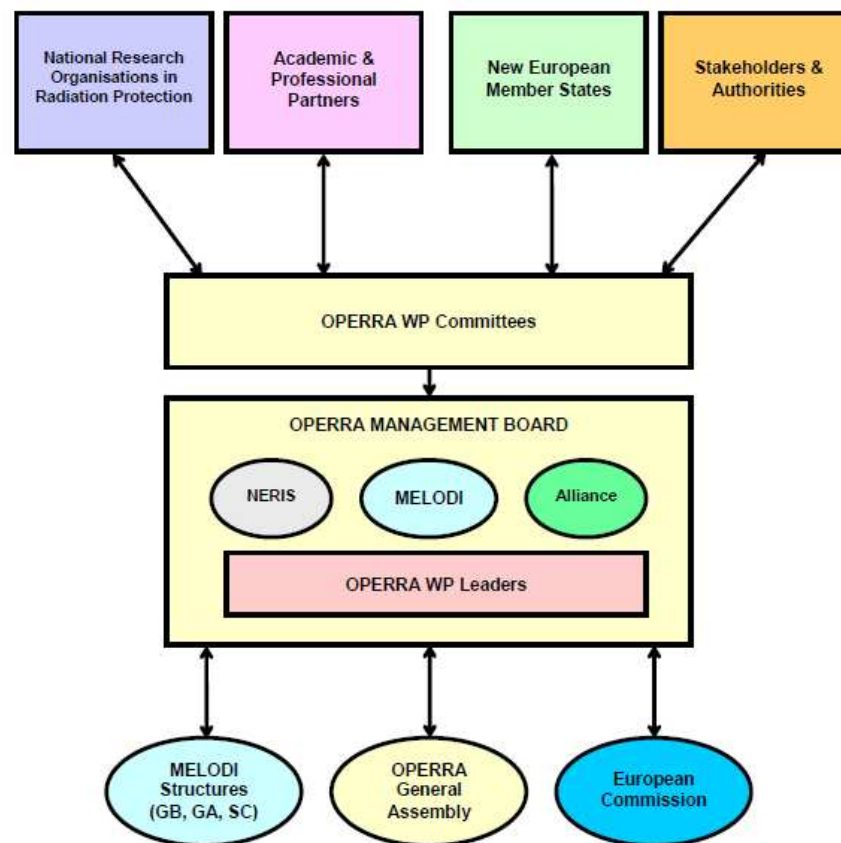 National Research
Organisations in
Radiation Protection
Academic &
Professional
Partners
New European
Member States
Stakeholders &
Authorities
OPERRA WP Committees
OPERRA MANAGEMENT BOARD
NERIS
MELODI
Alliance
OPERRA WP Leaders
MELODI
Structures
(GB, GA, SC)
OPERRA
General
Assembly
European
Commission